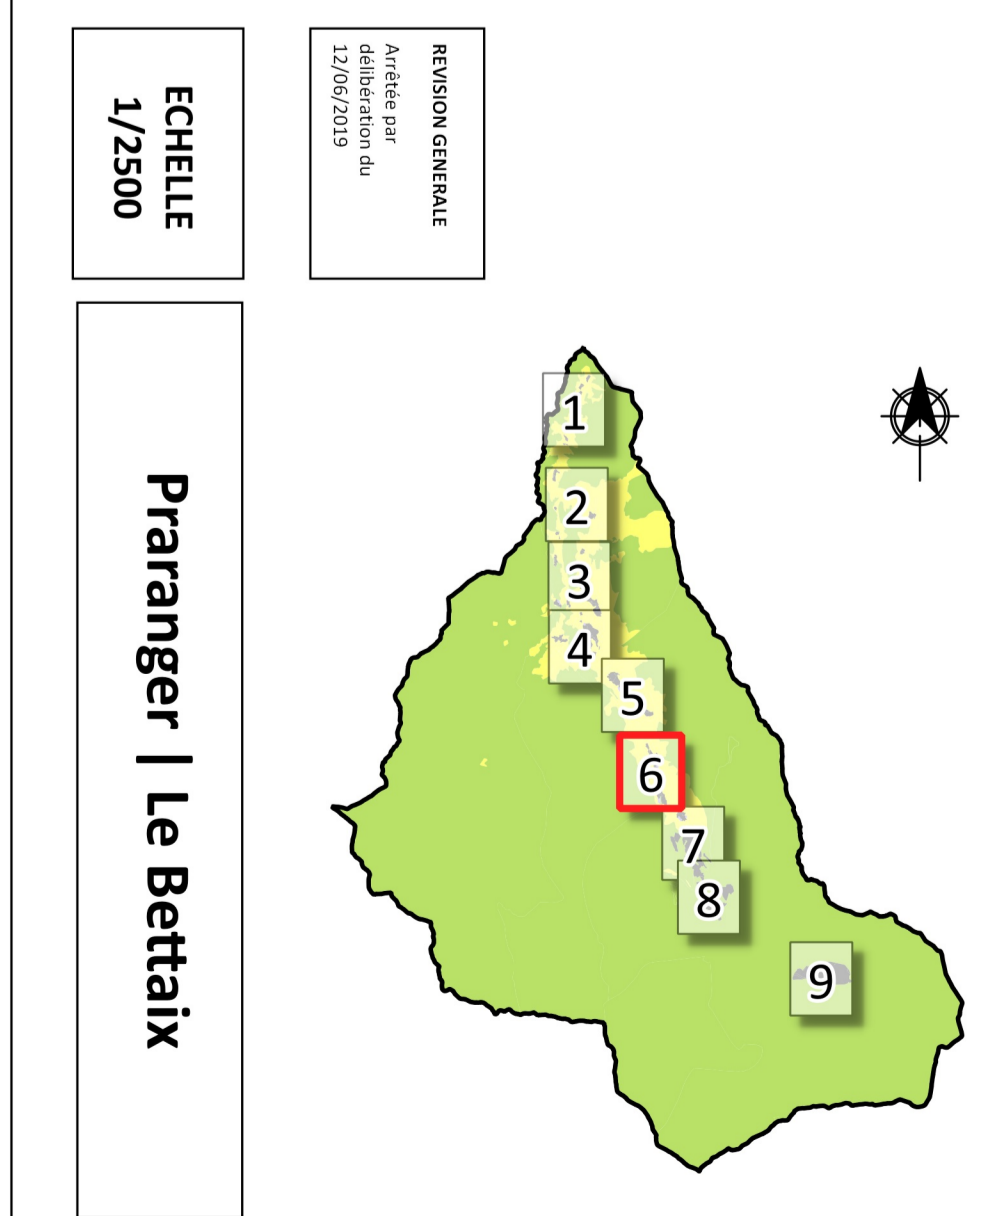 REVISION GENERALE
Arrêtée par
délibération du
12/06/2019
ECHELLE
1/2500
Praranger | Le Bettaix
1
2
3
4
5
6
7
8
9